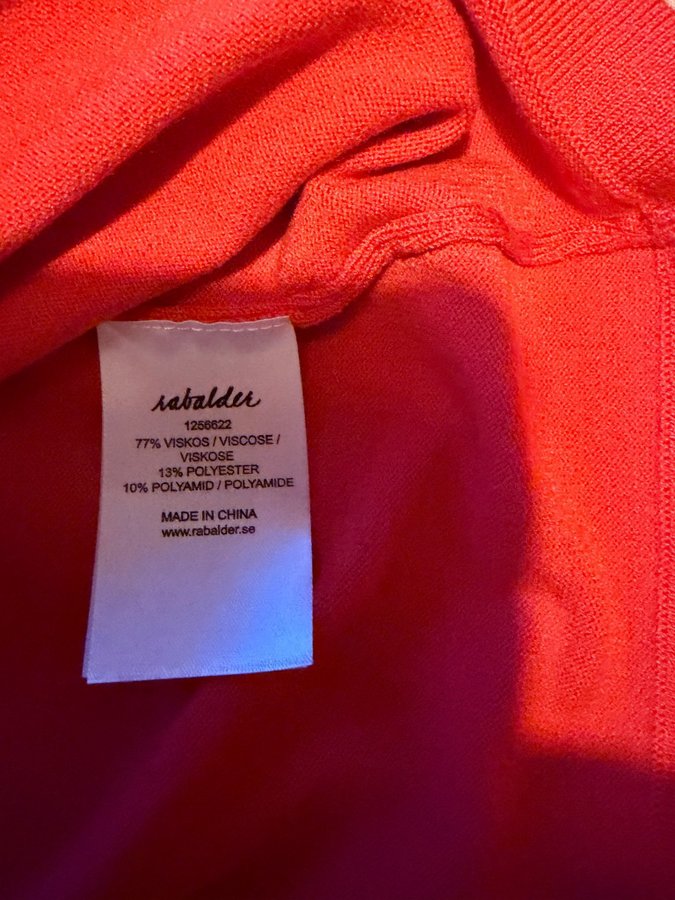 rabalder
1256622
77% VISKOS / VISCOSE /
VISKOSE
13% POLYESTER
10% POLYAMID / POLYAMIDE
MADE IN CHINA
www.rabalder.se